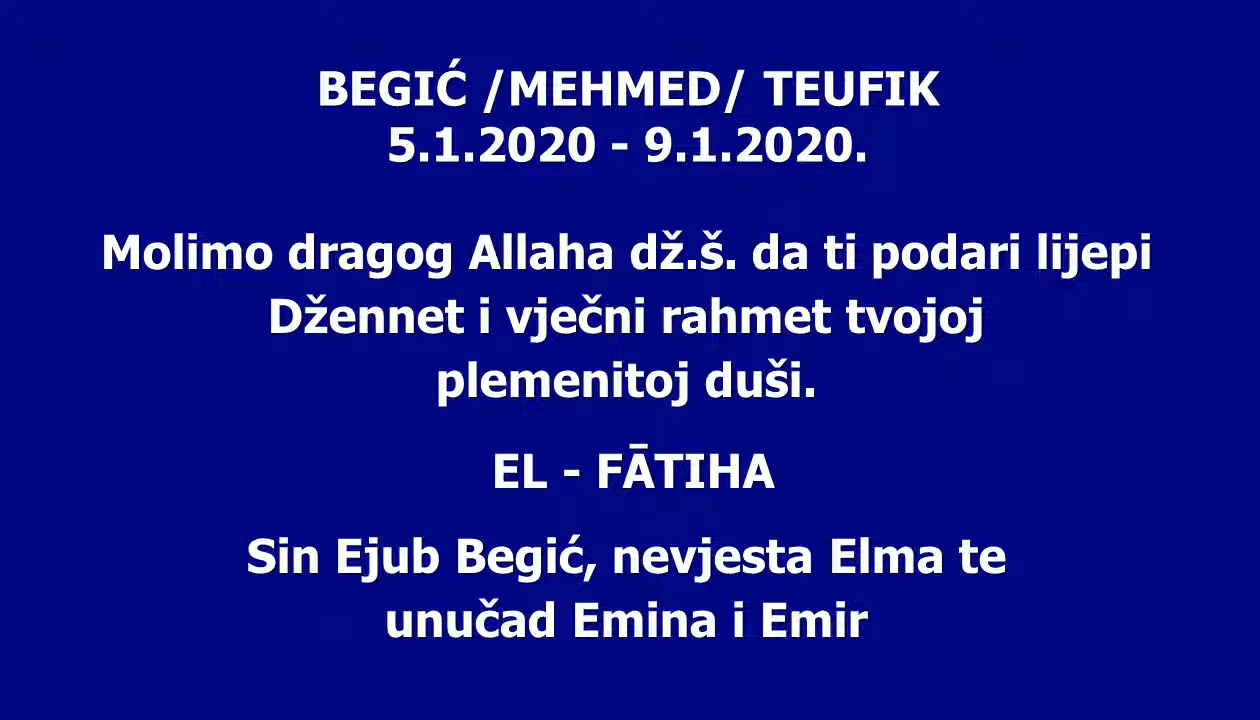 BEGIĆ /MEHMED/ TEUFIK
5.1.2020 - 9.1.2020.
Molimo dragog Allaha dž.š. da ti podari lijepi
Džennet i vječni rahmet tvojoj
plemenitoj duši.
EL - FĀTIHA
Sin Ejub Begić, nevjesta Elma te
unučad Emina i Emir